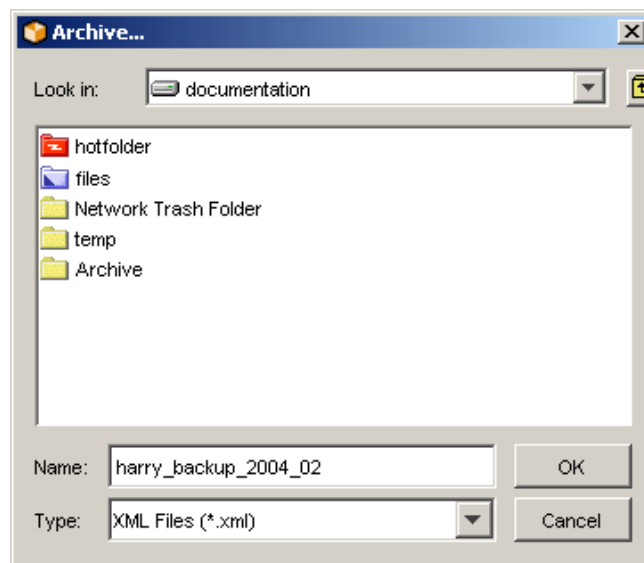 Archive...
Look in: documentation
hotfolder
files
Network Trash Folder
temp
Archive
Name: harry_backup_2004_02 OK
Type: XML Files (*.xml) Cancel